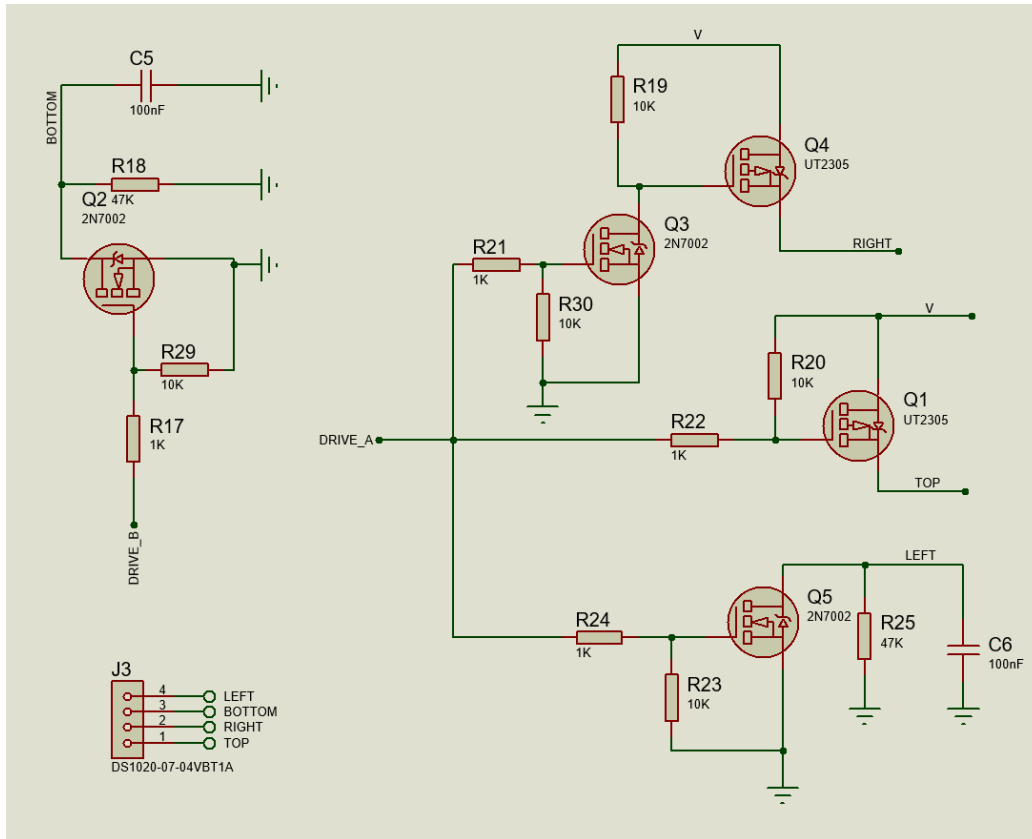 C5
100nF
BOTTOM
R18
47K
Q2
2N7002
R29
10K
R17
1K
DRIVE_B
V
R19
10K
Q4
UT2305
RIGHT
Q3
2N7002
R21
1K
R30
10K
V
R20
10K
Q1
UT2305
DRIVE_A
R22
1K
TOP
LEFT
Q5
2N7002
R24
1K
R25
47K
C6
100nF
R23
10K
J3
4 LEFT
3 BOTTOM
2 RIGHT
1 TOP
DS1020-07-04VBT1A